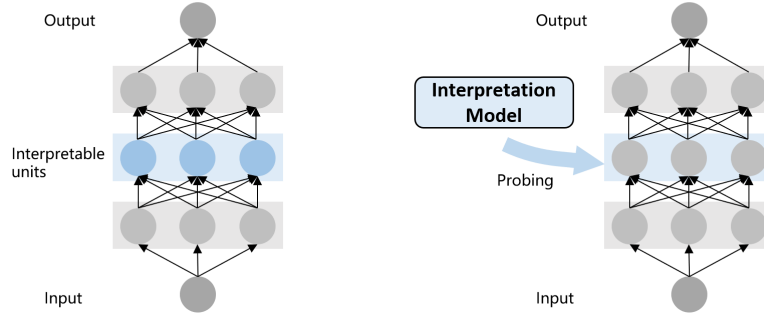 Output
Interpretable
units
Input
Output
Interpretation
Model
Probing
Input